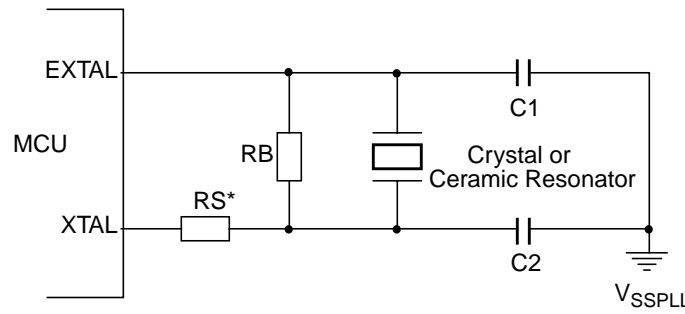 EXTAL
C1
MCU
RB
Crystal or
Ceramic Resonator
RS*
XTAL
C2
VSSPLL